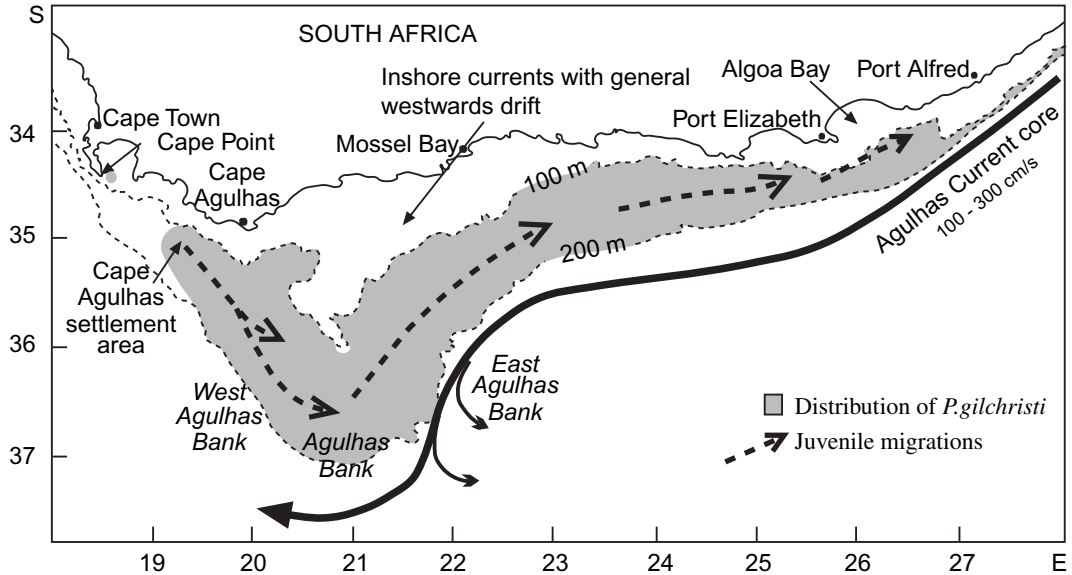 S
SOUTH AFRICA
Inshore currents with general
westwards drift
Algoa Bay
Port Alfred
Cape Town
Cape Point
Port Elizabeth
Mossel Bay
Cape
Agulhas
34
35
36
37
100 m
200 m
Agulhas Current core
100 - 300 cm/s
Cape
Agulhas
settlement
area
West
Agulhas
Bank
Agulhas
Bank
East
Agulhas
Bank
Distribution of P.gilchristi
Juvenile migrations
19
20
21
22
23
24
25
26
27
E